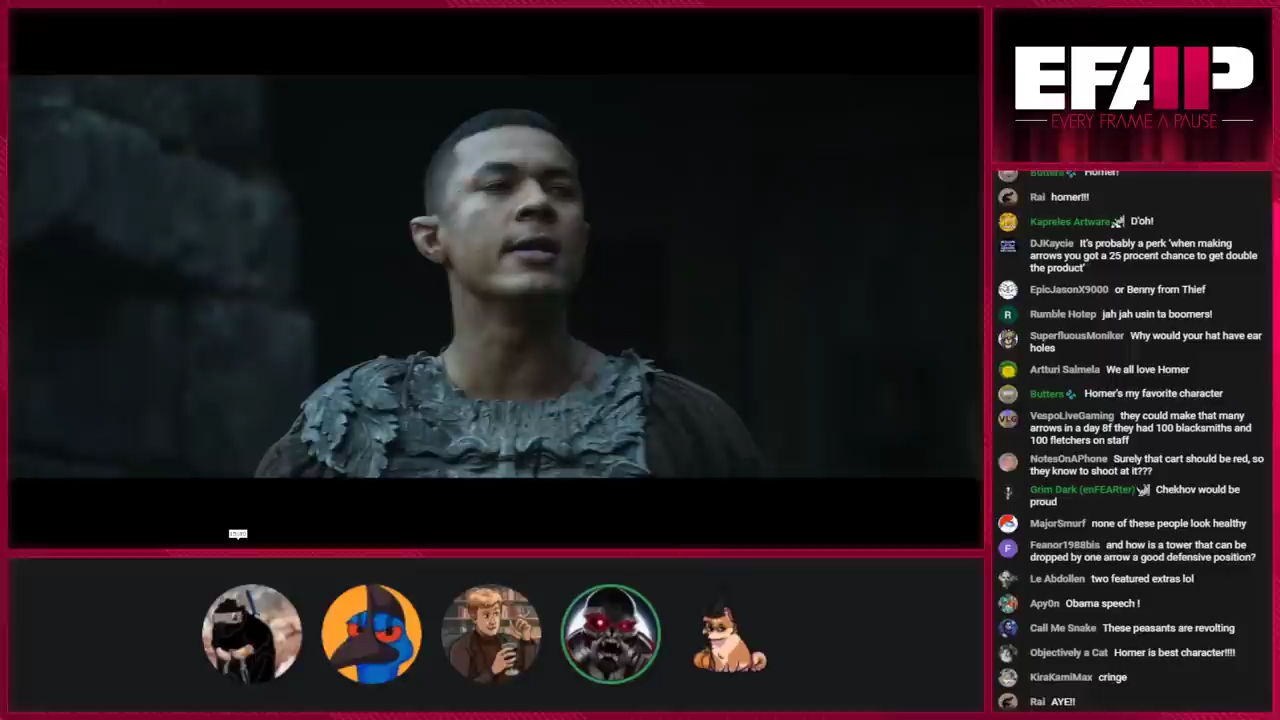 EFAP
EVERY FRAME A PAUSE
Butters Homer!
Rai homer!!!
Kapreles Artware D'oh!
DJKaycie It's probably a perk 'when making
arrows you got a 25 procent chance to get double
the product'
EpicJasonX9000 or Benny from Thief
R Rumble Hotep jah jah usin ta boomers!
SuperfluousMoniker Why would your hat have ear
holes
Artturi Salmela We all love Homer
Butters Homer's my favorite character
VLG VespoLiveGaming they could make that many
arrows in a day 8f they had 100 blacksmiths and
100 fletchers on staff
NotesOnAPhone Surely that cart should be red, so
they know to shoot at it???
Grim Dark (enFEARter) Chekhov would be
proud
MajorSmurf none of these people look healthy
F Feanor1988bis and how is a tower that can be
dropped by one arrow a good defensive position?
Le Abdollen two featured extras lol
Apy0n Obama speech !
Call Me Snake These peasants are revolting
Objectively a Cat Homer is best character!!!!
KiraKamiMax cringe
Rai AYE!!